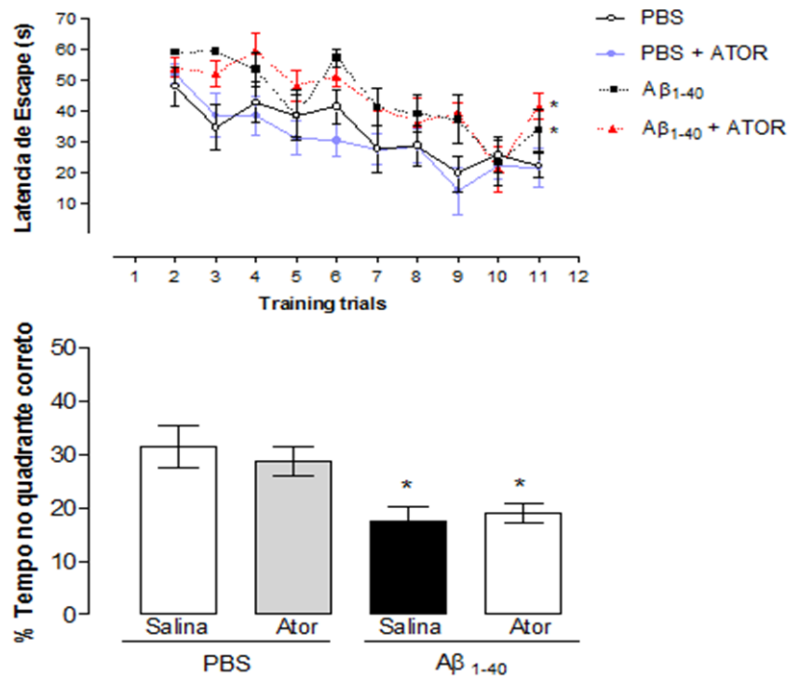 Latencia de Escape (s)
70
60
50
40
30
20
10
1 2 3 4 5 6 7 8 9 10 11 12
Training trials
PBS
PBS + ATOR
Aβ1-40
Aβ1-40 + ATOR
*
*
% Tempo no quadrante correto
50
40
30
20
10
0
* *
Salina Ator Salina Ator
PBS Aβ 1-40